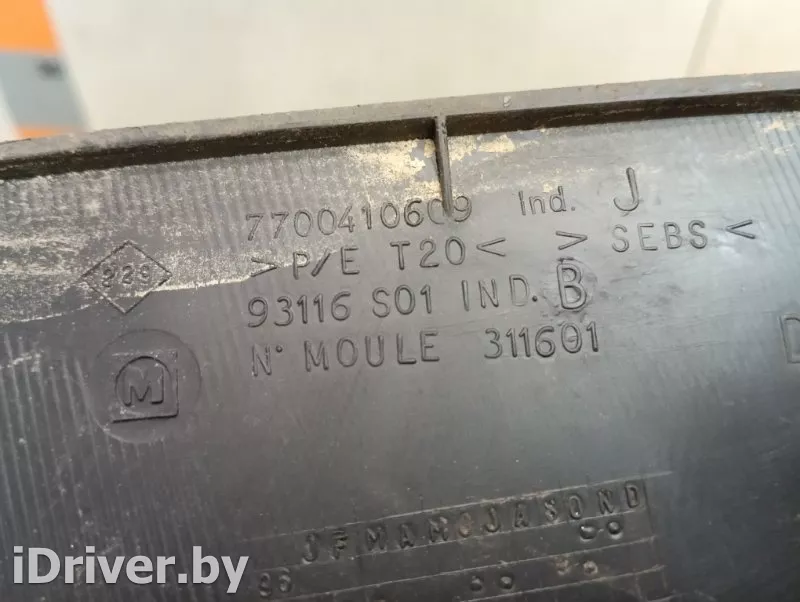 7700410609 Ind. J
>P/E T20< >SEBS<
93116 S01 IND. B
N° MOULE 311601
M
D
JFMAMJJASOND
iDriver.by